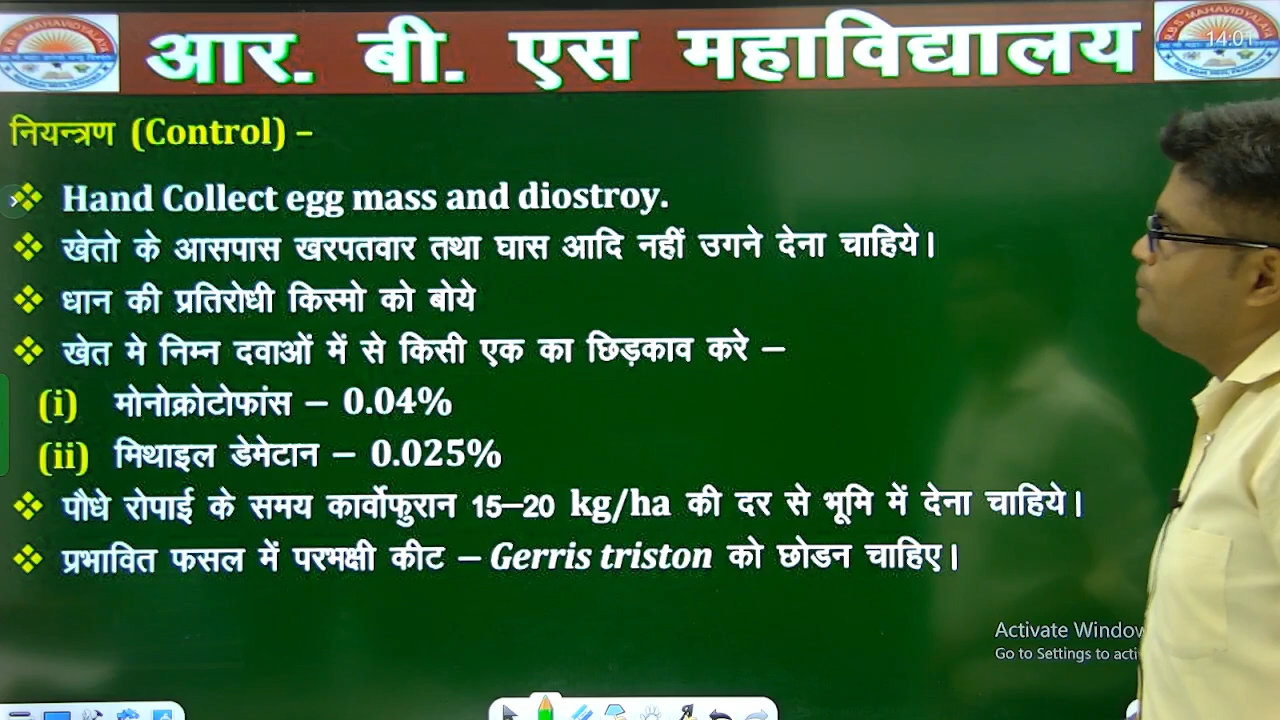 आर. बी. एस महाविद्यालय
14:01
नियन्त्रण (Control) –
Hand Collect egg mass and diostroy.
खेतो के आसपास खरपतवार तथा घास आदि नहीं उगने देना चाहिये।
धान की प्रतिरोधी किस्मो को बोये
खेत मे निम्न दवाओं में से किसी एक का छिड़काव करे –
(i) मोनोक्रोटोफांस – 0.04%
(ii) मिथाइल डेमेटान – 0.025%
पौधे रोपाई के समय कार्वोफुरान 15–20 kg/ha की दर से भूमि में देना चाहिये।
प्रभावित फसल में परभक्षी कीट – Gerris triston को छोडन चाहिए।
Activate Window
Go to Settings to acti